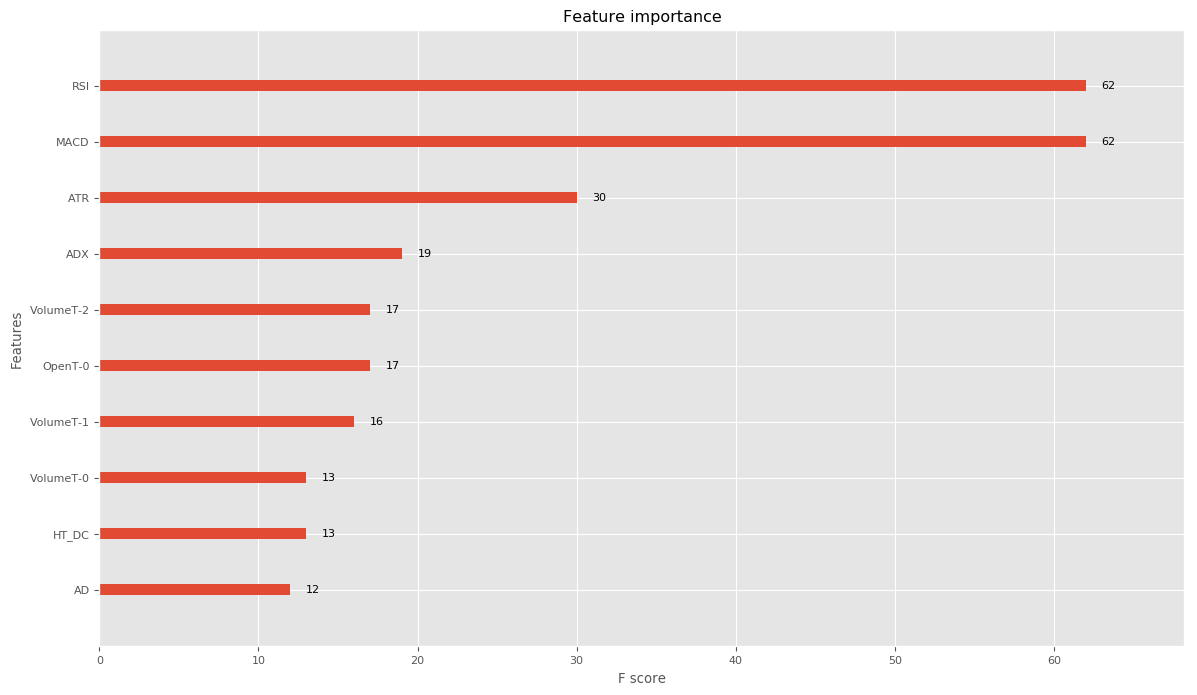 Feature importance
Features
RSI 62
MACD 62
ATR 30
ADX 19
VolumeT-2 17
OpenT-0 17
VolumeT-1 16
VolumeT-0 13
HT_DC 13
AD 12
0 10 20 30 40 50 60
F score